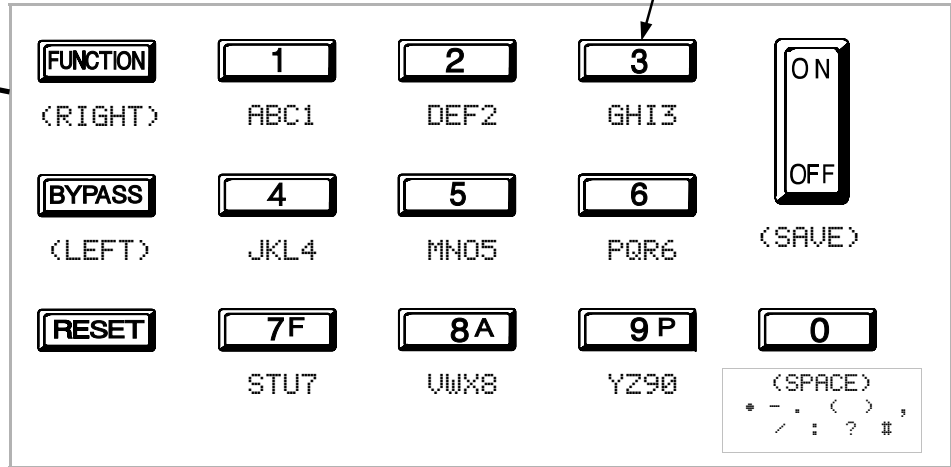 FUNCTION 1 2 3 ON
(RIGHT) ABC1 DEF2 GHI3
OFF
BYPASS 4 5 6
(LEFT) JKL4 MNO5 PQR6 (SAVE)
RESET 7F 8A 9P 0
STU7 VWX8 YZ90 (SPACE)
* - . ( ) ,
/ : ? #